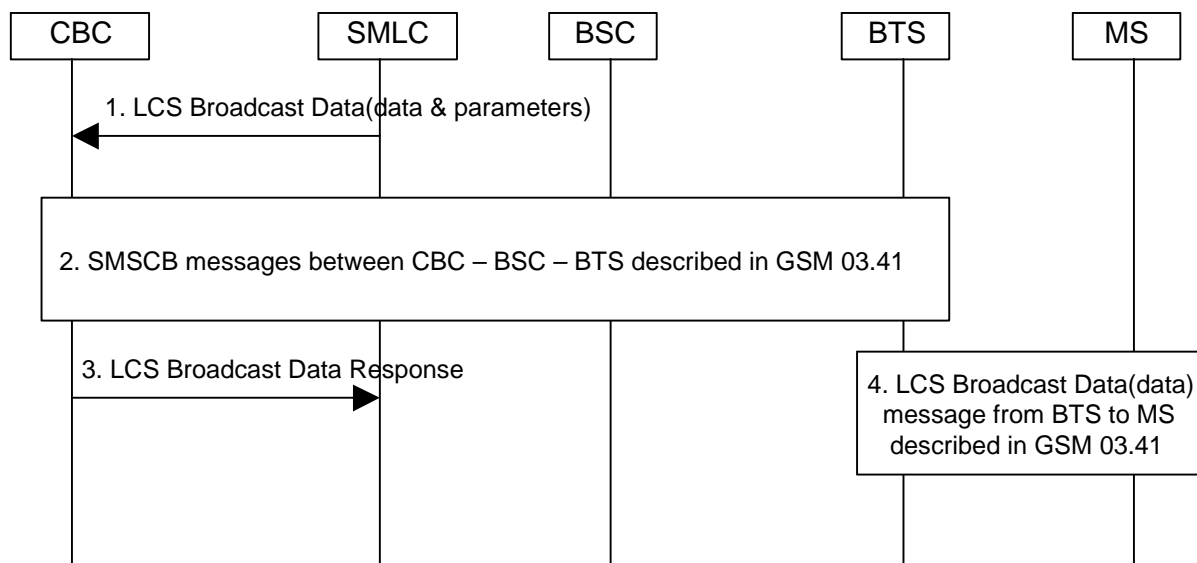 CBC SMLC BSC BTS MS
1. LCS Broadcast Data(data & parameters)
2. SMSCB messages between CBC – BSC – BTS described in GSM 03.41
3. LCS Broadcast Data Response
4. LCS Broadcast Data(data)
message from BTS to MS
described in GSM 03.41